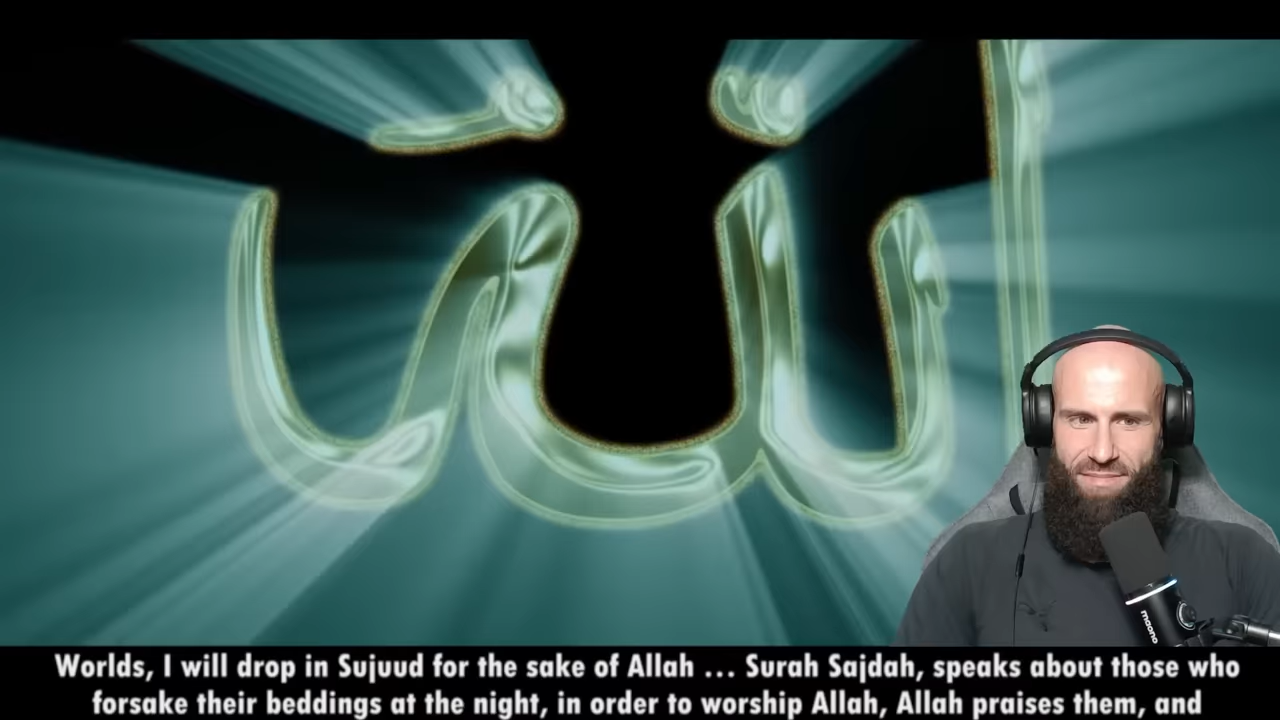 maono
Worlds, I will drop in Sujuud for the sake of Allah ... Surah Sajdah, speaks about those who
forsake their beddings at the night, in order to worship Allah, Allah praises them, and